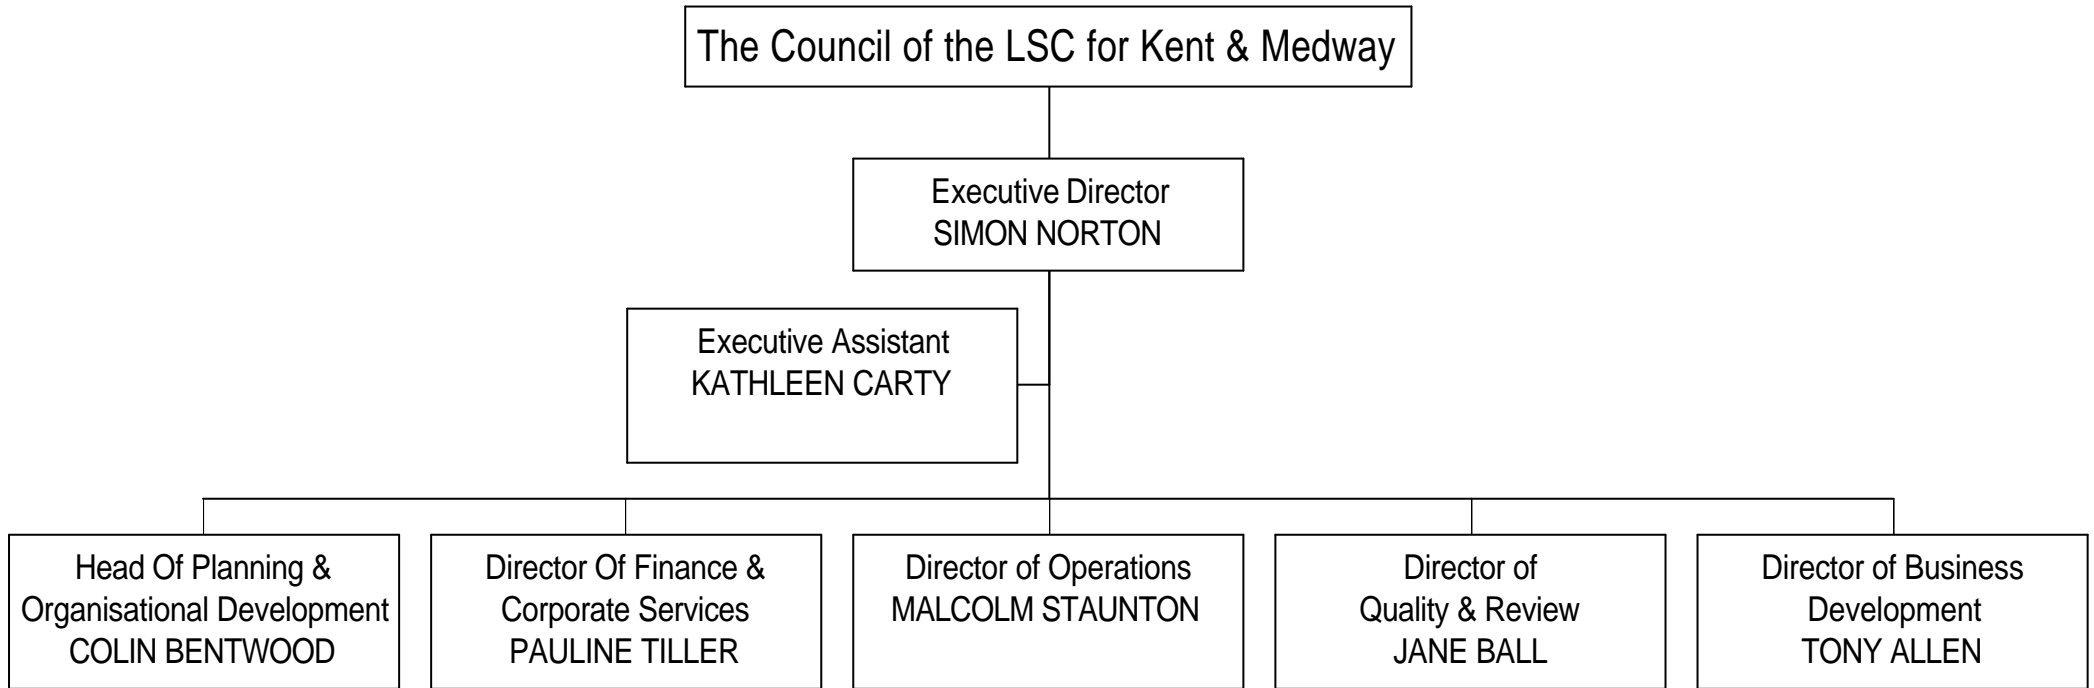 The Council of the LSC for Kent & Medway
Executive Director
SIMON NORTON
Executive Assistant
KATHLEEN CARTY
Head Of Planning &
Organisational Development
COLIN BENTWOOD
Director Of Finance &
Corporate Services
PAULINE TILLER
Director of Operations
MALCOLM STAUNTON
Director of
Quality & Review
JANE BALL
Director of Business
Development
TONY ALLEN